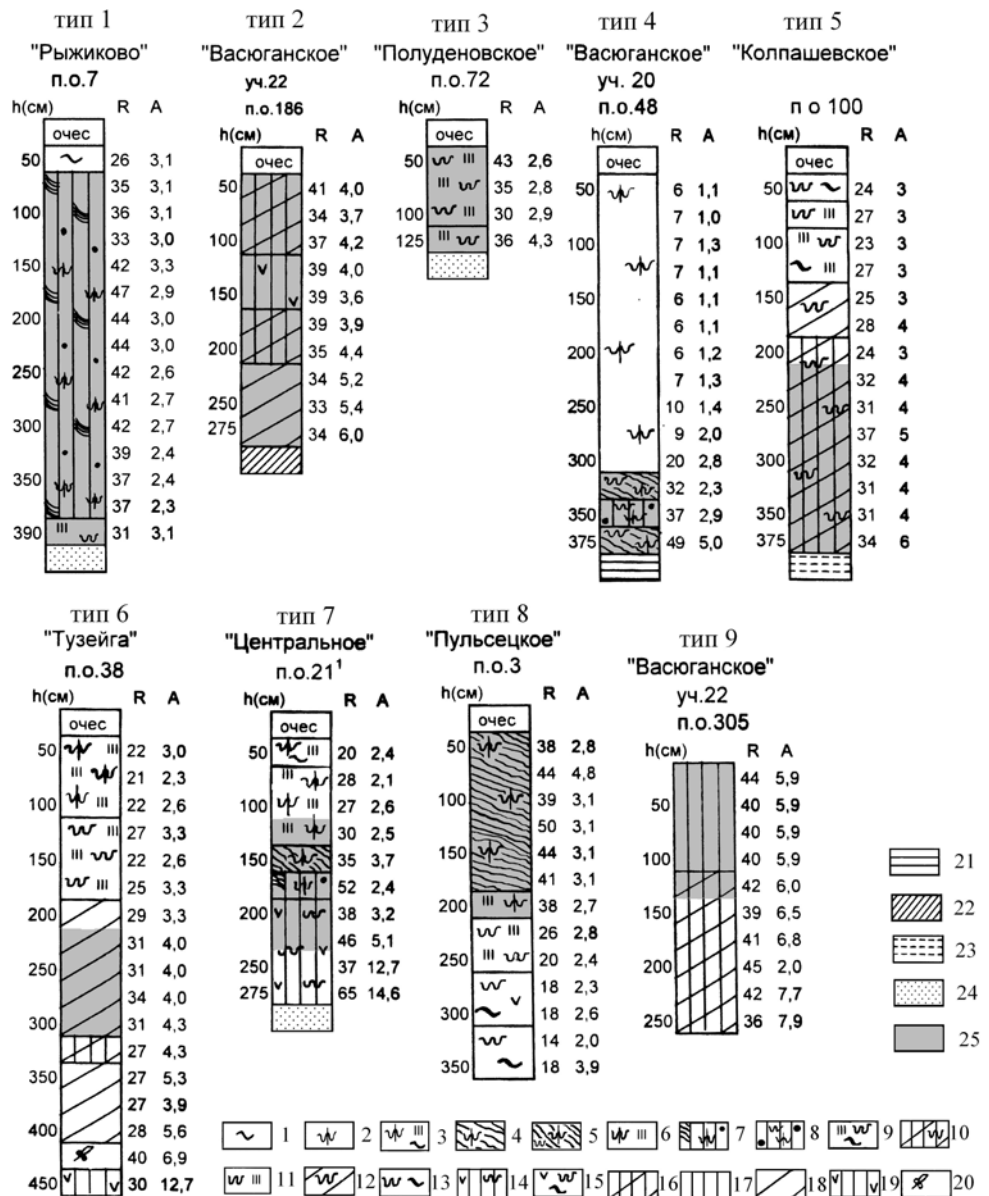 тип 1
"Рыжиково"
п.о.7
h(см) R A
очес
50 26 3,1
35 3,1
100 36 3,1
33 3,0
150 42 3,3
47 2,9
200 44 3,0
44 3,0
250 42 2,6
41 2,7
300 42 2,7
39 2,4
350 37 2,4
37 2,3
390 31 3,1
тип 2
"Васюганское"
уч.22
п.о.186
h(см) R A
очес
50 41 4,0
34 3,7
100 37 4,2
39 4,0
150 39 3,6
39 3,9
200 35 4,4
34 5,2
250 33 5,4
275 34 6,0
тип 3
"Полуденовское"
п.о.72
h(см) R A
очес
50 43 2,6
35 2,8
100 30 2,9
125 36 4,3
тип 4
"Васюганское"
уч. 20
п.о.48
h(см) R A
очес
50 6 1,1
7 1,0
100 7 1,3
7 1,1
150 6 1,1
6 1,1
200 6 1,2
7 1,3
250 10 1,4
9 2,0
300 20 2,8
32 2,3
350 37 2,9
375 49 5,0
тип 5
"Колпашевское"
п о 100
h(см) R A
очес
50 24 3
27 3
100 23 3
27 3
150 25 3
28 4
200 24 3
32 4
250 31 4
37 5
300 32 4
31 4
350 31 4
375 34 6
тип 6
"Тузейга"
п.о.38
h(см) R A
очес
50 22 3,0
21 2,3
100 22 2,6
27 3,3
150 22 2,6
25 3,3
200 29 3,3
31 4,0
250 31 4,0
34 4,0
300 31 4,3
27 4,3
350 27 5,3
27 3,9
400 28 5,6
40 6,9
450 30 12,7
тип 7
"Центральное"
п.о.21¹
h(см) R A
очес
50 20 2,4
28 2,1
100 27 2,6
30 2,5
150 35 3,7
52 2,4
200 38 3,2
46 5,1
250 37 12,7
275 65 14,6
тип 8
"Пульсецкое"
п.о.3
h(см) R A
очес
50 38 2,8
44 4,8
100 39 3,1
50 3,1
150 44 3,1
41 3,1
200 38 2,7
26 2,8
250 20 2,4
18 2,3
300 18 2,6
14 2,0
350 18 3,9
тип 9
"Васюганское"
уч.22
п.о.305
h(см) R A
44 5,9
50 40 5,9
40 5,9
100 40 5,9
42 6,0
150 39 6,5
41 6,8
200 45 2,0
42 7,7
250 36 7,9
21
22
23
24
25
1 2 3 4 5 6 7 8 9 10
11 12 13 14 15 16 17 18 19 20